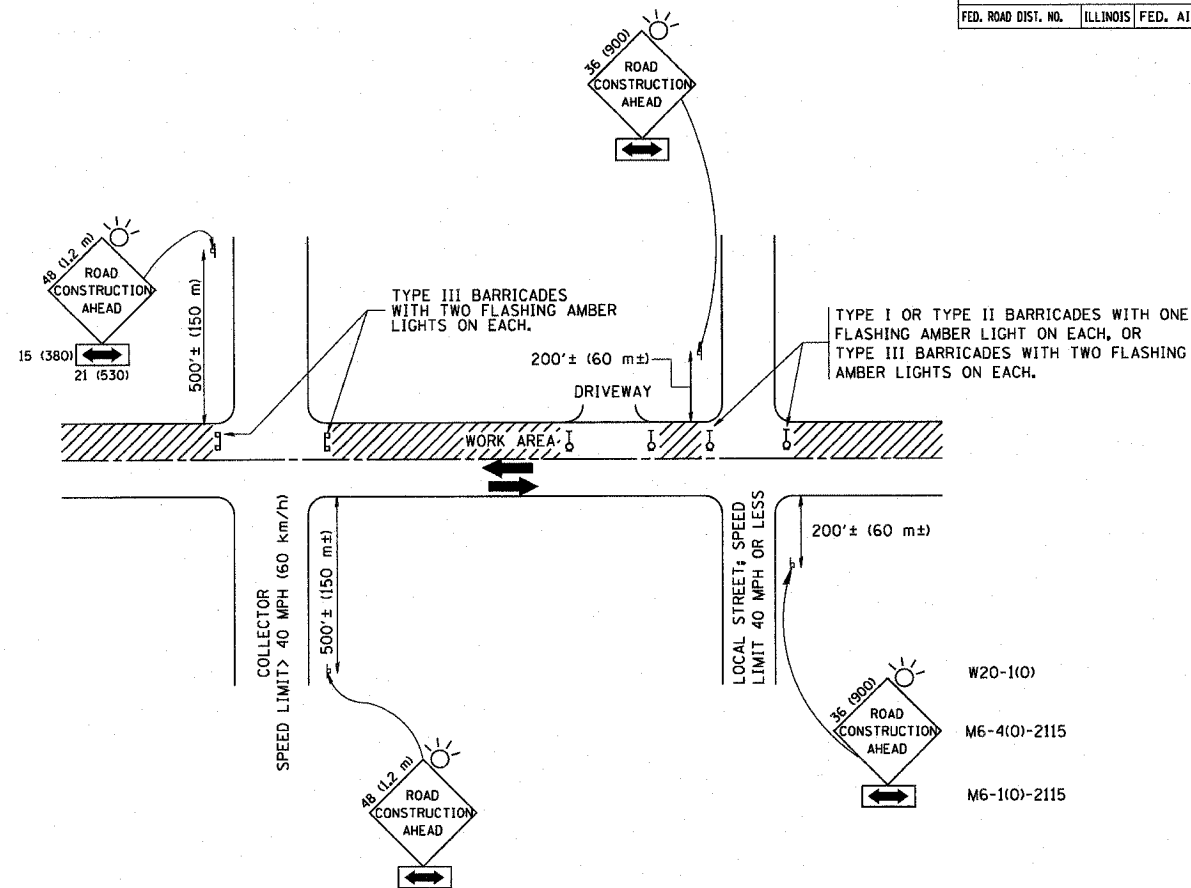 FED. ROAD DIST. NO. ILLINOIS FED. AI
36 (900)
ROAD
CONSTRUCTION
AHEAD
48 (1.2 m)
ROAD
CONSTRUCTION
AHEAD
15 (380)
21 (530)
500'± (150 m)
TYPE III BARRICADES
WITH TWO FLASHING AMBER
LIGHTS ON EACH.
200'± (60 m±)
DRIVEWAY
TYPE I OR TYPE II BARRICADES WITH ONE
FLASHING AMBER LIGHT ON EACH, OR
TYPE III BARRICADES WITH TWO FLASHING
AMBER LIGHTS ON EACH.
WORK AREA
COLLECTOR
SPEED LIMIT> 40 MPH (60 km/h)
500'± (150 m±)
LOCAL STREET; SPEED
LIMIT 40 MPH OR LESS
200'± (60 m±)
48 (1.2 m)
ROAD
CONSTRUCTION
AHEAD
36 (900)
ROAD
CONSTRUCTION
AHEAD
W20-1(O)
M6-4(O)-2115
M6-1(O)-2115